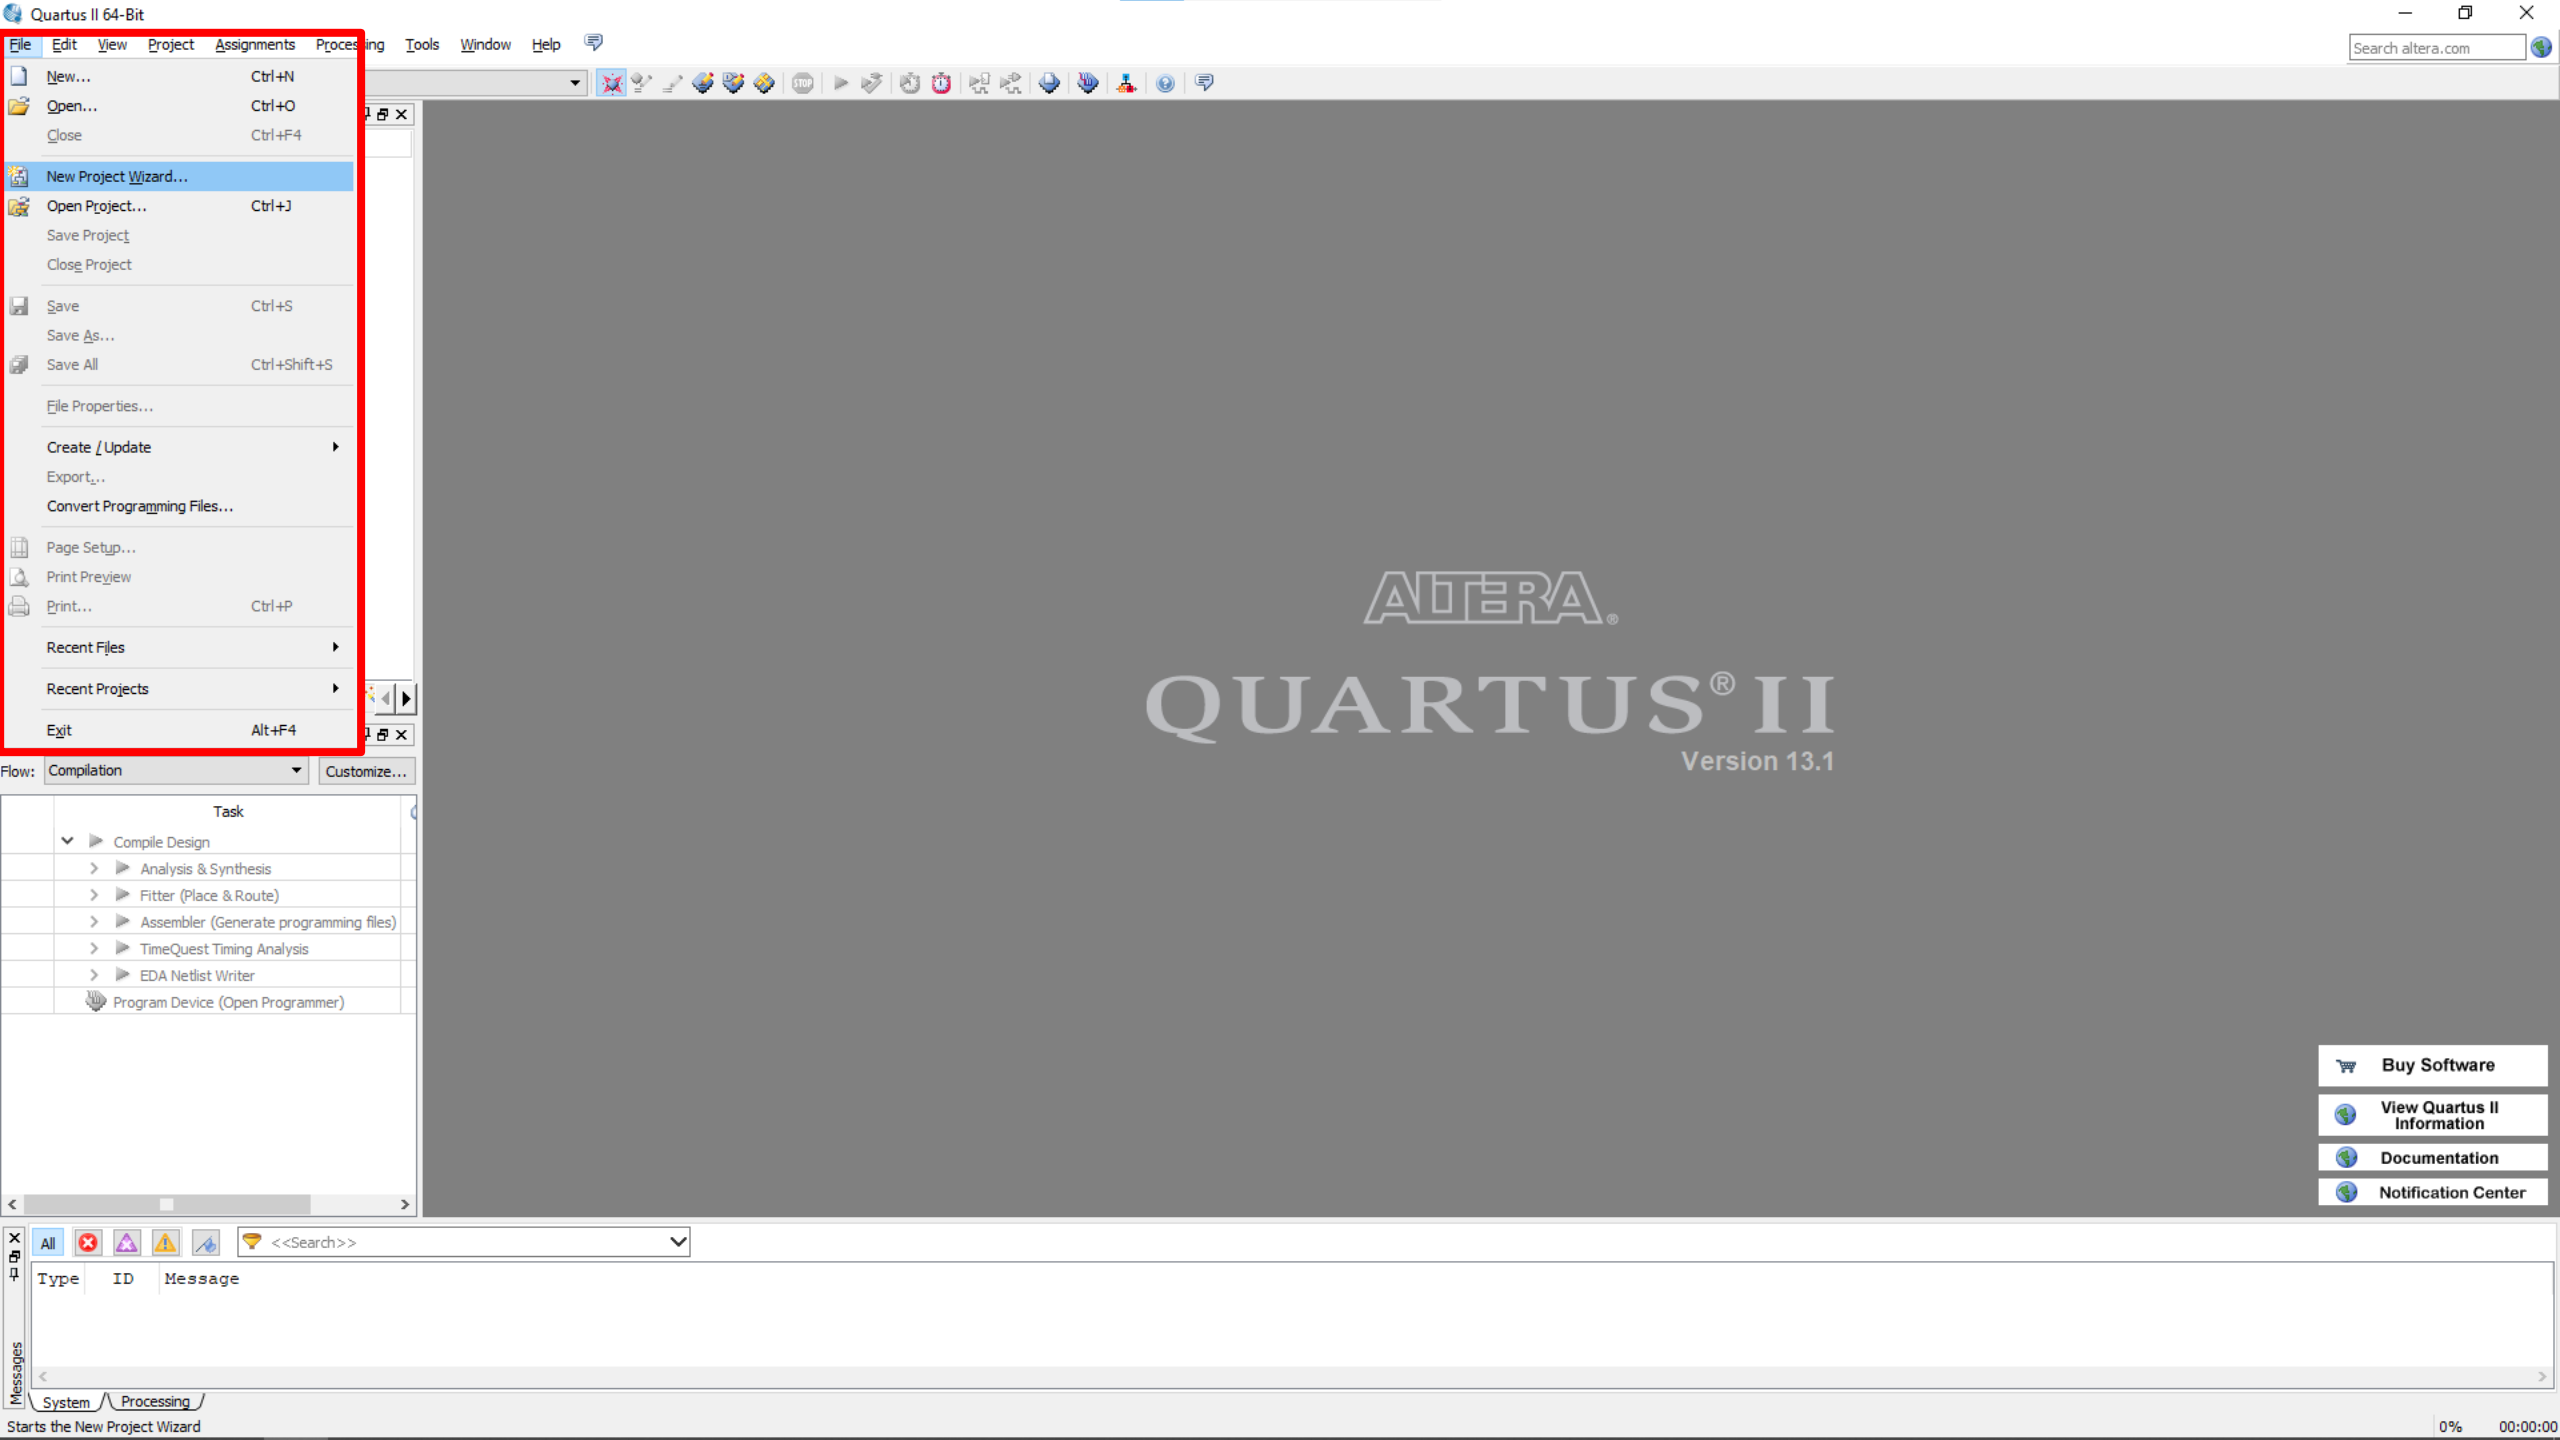 Quartus II 64-Bit
File Edit View Project Assignments Processing Tools Window Help
Search altera.com
New... Ctrl+N
Open... Ctrl+O
Close Ctrl+F4
New Project Wizard...
Open Project... Ctrl+J
Save Project
Close Project
Save Ctrl+S
Save As...
Save All Ctrl+Shift+S
File Properties...
Create / Update
Export...
Convert Programming Files...
Page Setup...
Print Preview
Print... Ctrl+P
Recent Files
Recent Projects
Exit Alt+F4
STOP
ALTERA®
QUARTUS® II
Version 13.1
Flow: Compilation Customize...
Task
Compile Design
Analysis & Synthesis
Fitter (Place & Route)
Assembler (Generate programming files)
TimeQuest Timing Analysis
EDA Netlist Writer
Program Device (Open Programmer)
Buy Software
View Quartus II
Information
Documentation
Notification Center
All <<Search>>
Type ID Message
Messages
System Processing
Starts the New Project Wizard 0% 00:00:00